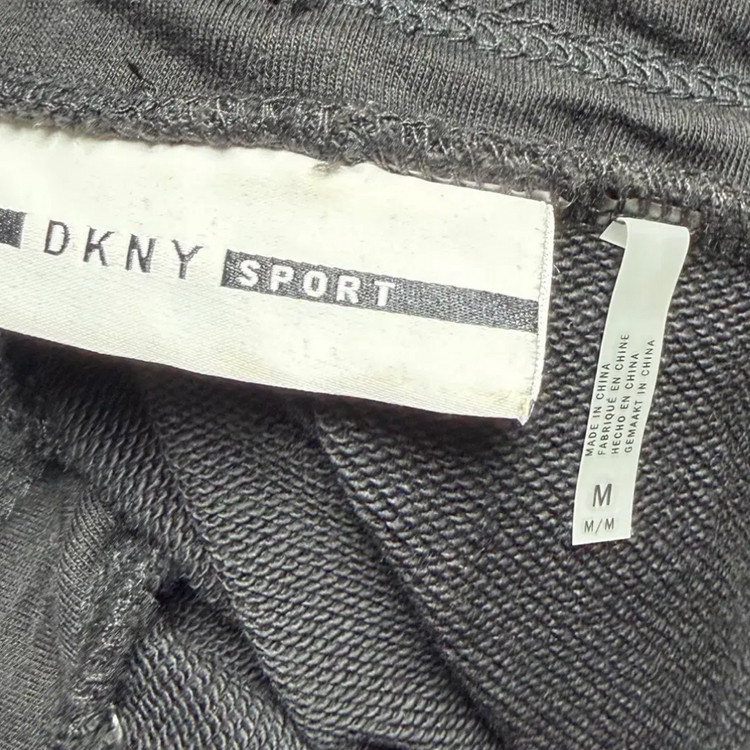 DKNY SPORT
MADE IN CHINA
FABRIQUÉ EN CHINE
HECHO EN CHINA
GEMAAKT IN CHINA
M
M/M